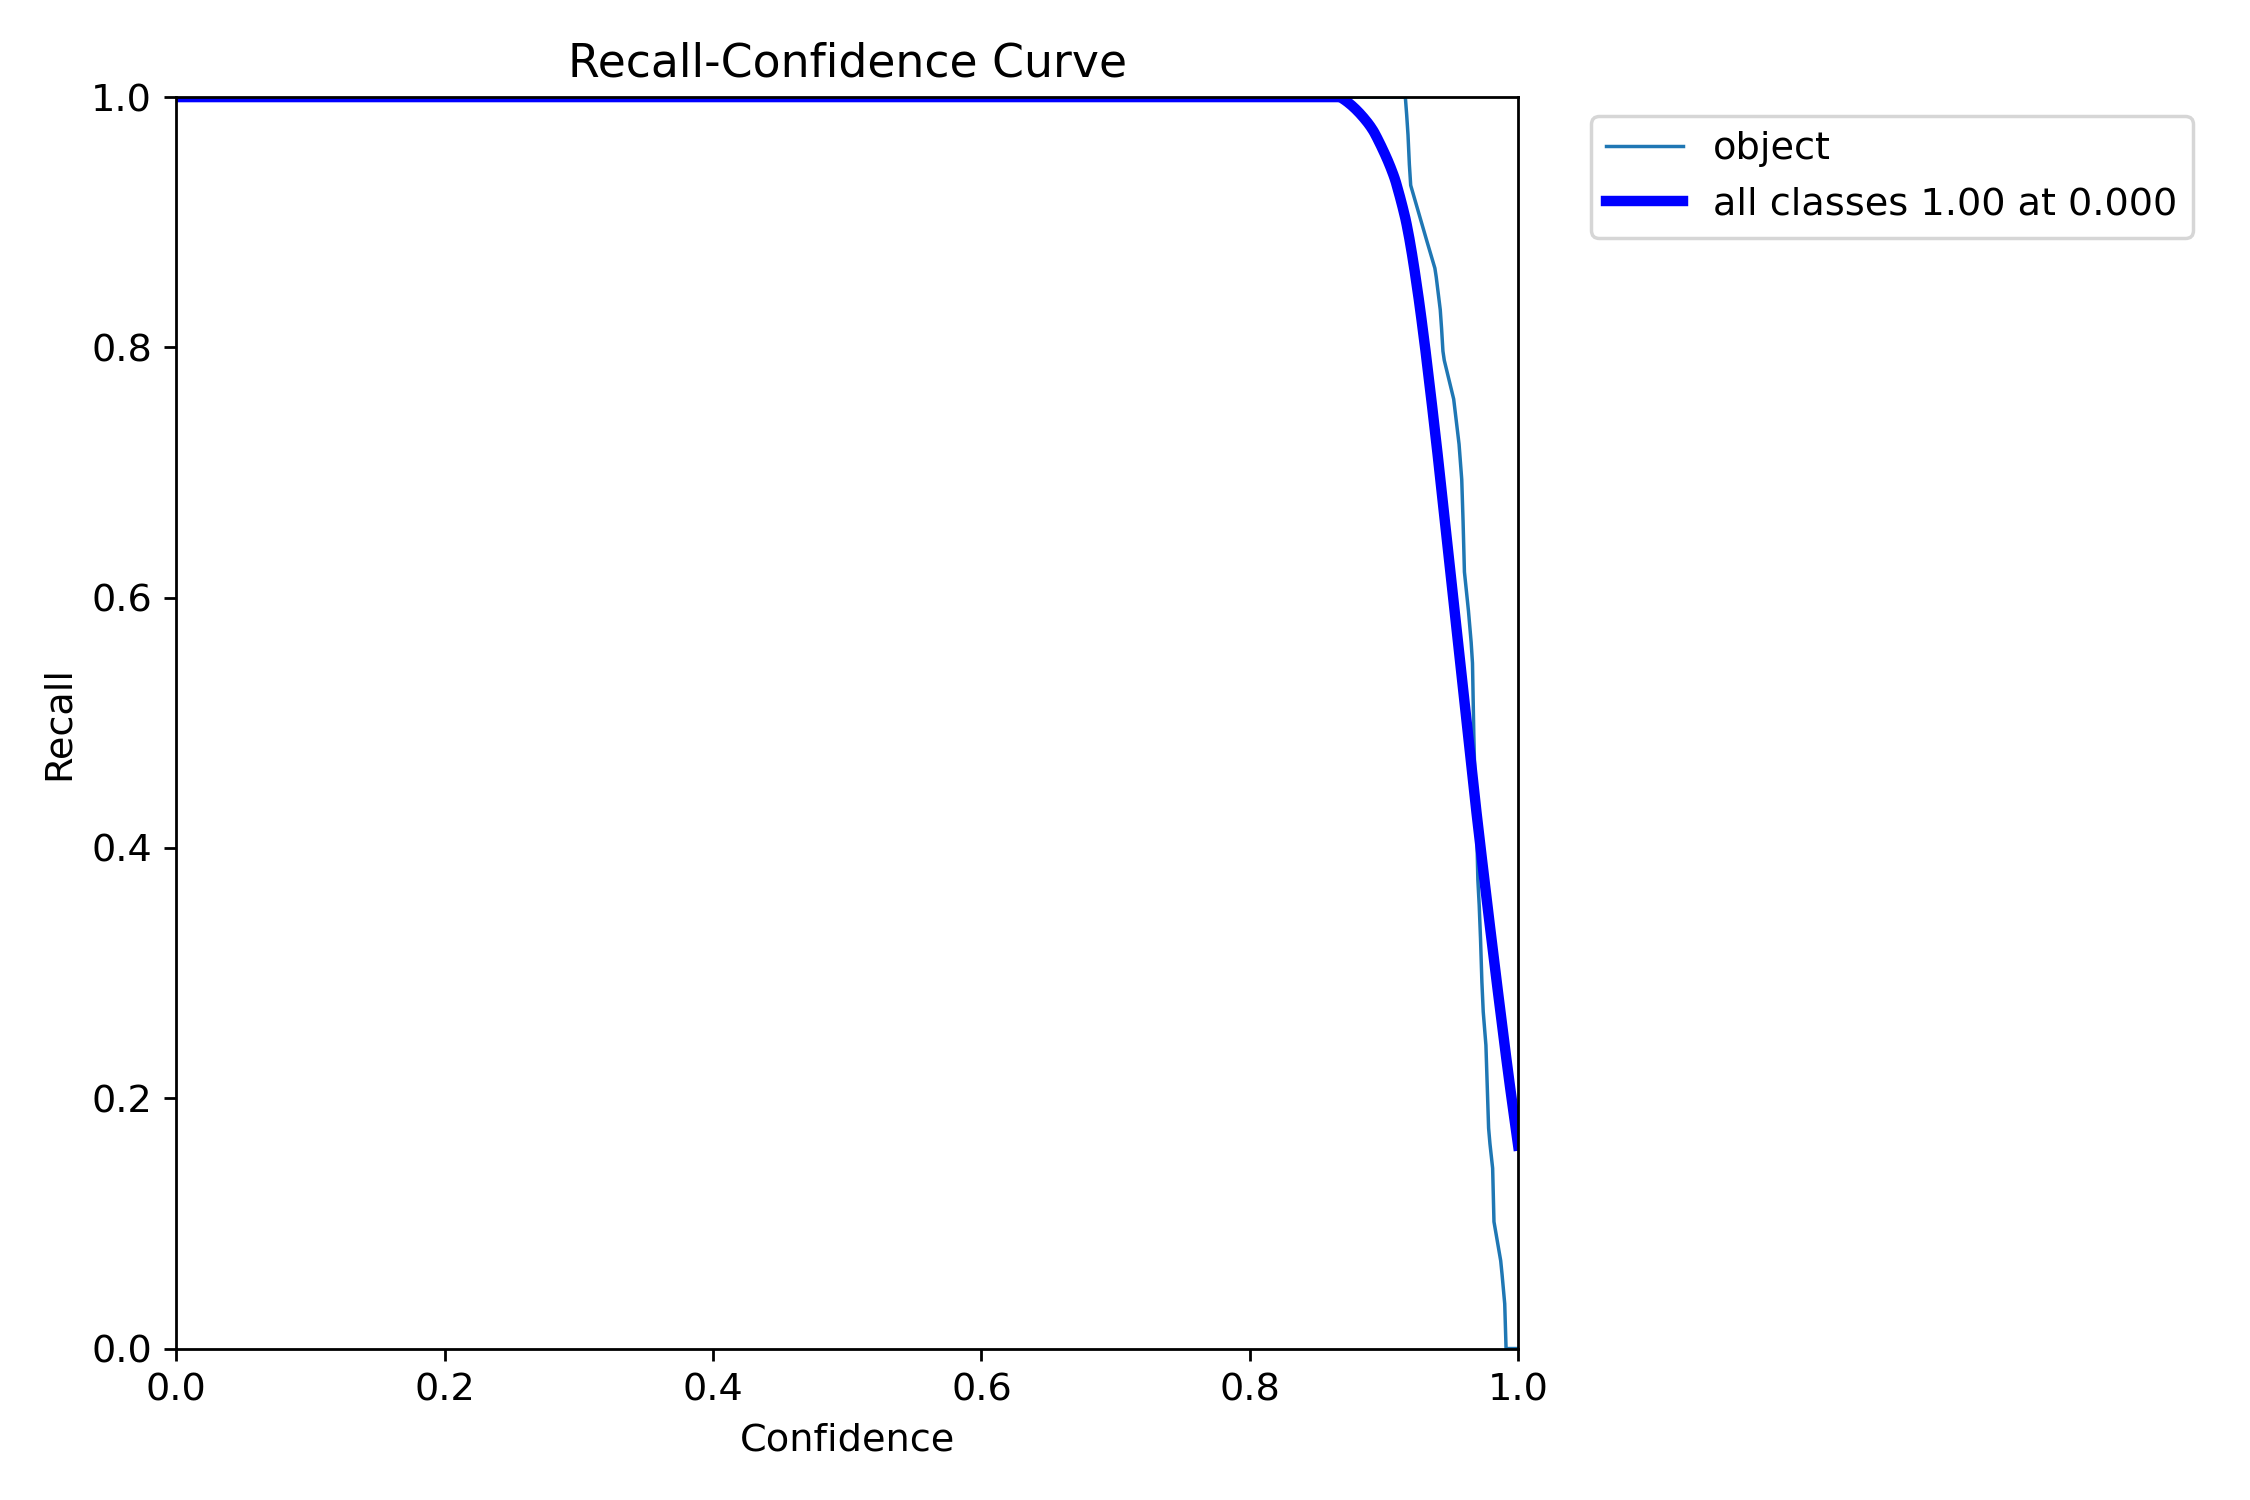 Recall-Confidence Curve
1.0
0.8
0.6
0.4
0.2
0.0
Recall
0.0 0.2 0.4 0.6 0.8 1.0
Confidence
object
all classes 1.00 at 0.000